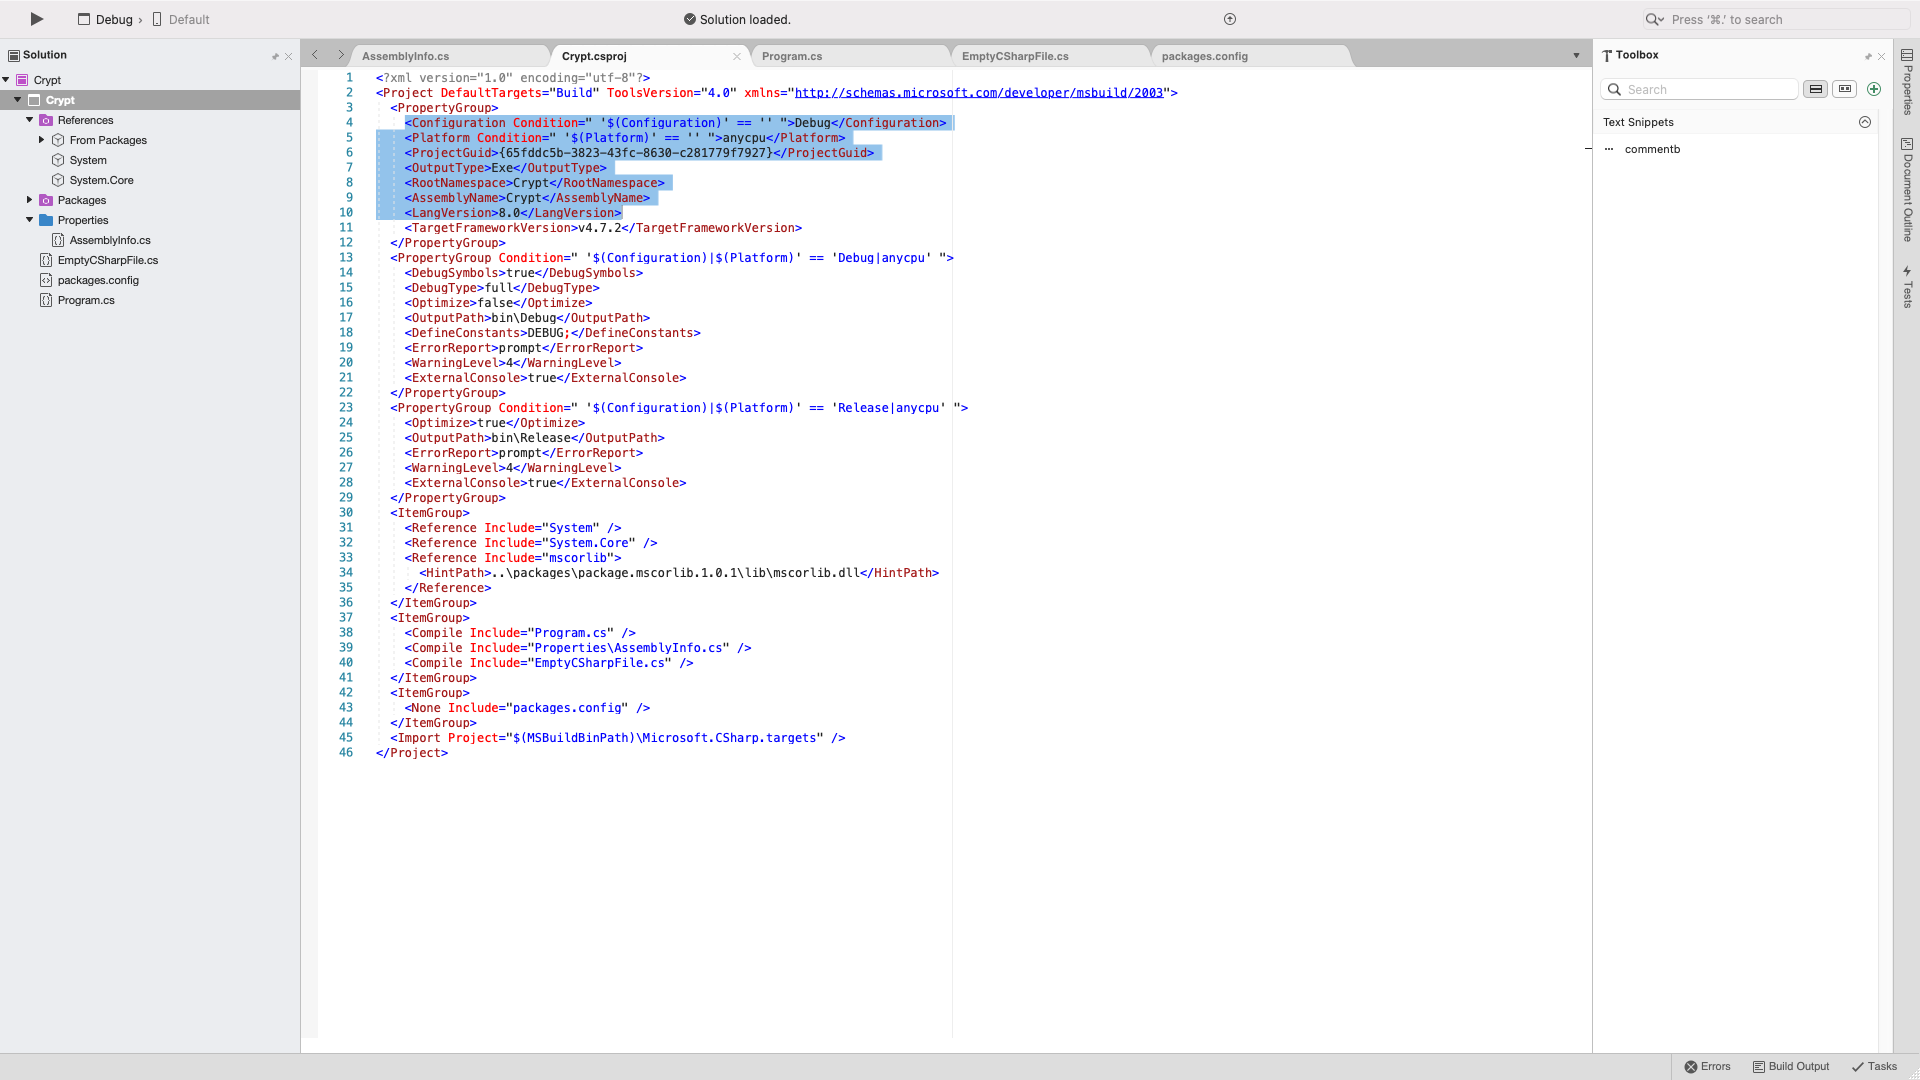 Debug › Default
Solution loaded.
Press ‘⌘.’ to search
Solution
Crypt
Crypt
References
From Packages
System
System.Core
Packages
Properties
AssemblyInfo.cs
EmptyCSharpFile.cs
packages.config
Program.cs
AssemblyInfo.cs
Crypt.csproj
Program.cs
EmptyCSharpFile.cs
packages.config
1 <?xml version="1.0" encoding="utf-8"?>
2 <Project DefaultTargets="Build" ToolsVersion="4.0" xmlns="http://schemas.microsoft.com/developer/msbuild/2003">
3   <PropertyGroup>
4     <Configuration Condition=" '$(Configuration)' == '' ">Debug</Configuration>
5     <Platform Condition=" '$(Platform)' == '' ">anycpu</Platform>
6     <ProjectGuid>{65fddc5b-3823-43fc-8630-c281779f7927}</ProjectGuid>
7     <OutputType>Exe</OutputType>
8     <RootNamespace>Crypt</RootNamespace>
9     <AssemblyName>Crypt</AssemblyName>
10     <LangVersion>8.0</LangVersion>
11     <TargetFrameworkVersion>v4.7.2</TargetFrameworkVersion>
12   </PropertyGroup>
13   <PropertyGroup Condition=" '$(Configuration)|$(Platform)' == 'Debug|anycpu' ">
14     <DebugSymbols>true</DebugSymbols>
15     <DebugType>full</DebugType>
16     <Optimize>false</Optimize>
17     <OutputPath>bin\Debug</OutputPath>
18     <DefineConstants>DEBUG;</DefineConstants>
19     <ErrorReport>prompt</ErrorReport>
20     <WarningLevel>4</WarningLevel>
21     <ExternalConsole>true</ExternalConsole>
22   </PropertyGroup>
23   <PropertyGroup Condition=" '$(Configuration)|$(Platform)' == 'Release|anycpu' ">
24     <Optimize>true</Optimize>
25     <OutputPath>bin\Release</OutputPath>
26     <ErrorReport>prompt</ErrorReport>
27     <WarningLevel>4</WarningLevel>
28     <ExternalConsole>true</ExternalConsole>
29   </PropertyGroup>
30   <ItemGroup>
31     <Reference Include="System" />
32     <Reference Include="System.Core" />
33     <Reference Include="mscorlib">
34       <HintPath>..\packages\package.mscorlib.1.0.1\lib\mscorlib.dll</HintPath>
35     </Reference>
36   </ItemGroup>
37   <ItemGroup>
38     <Compile Include="Program.cs" />
39     <Compile Include="Properties\AssemblyInfo.cs" />
40     <Compile Include="EmptyCSharpFile.cs" />
41   </ItemGroup>
42   <ItemGroup>
43     <None Include="packages.config" />
44   </ItemGroup>
45   <Import Project="$(MSBuildBinPath)\Microsoft.CSharp.targets" />
46 </Project>
Toolbox
Search
Text Snippets
commentb
Properties
Document Outline
Tests
Errors
Build Output
Tasks